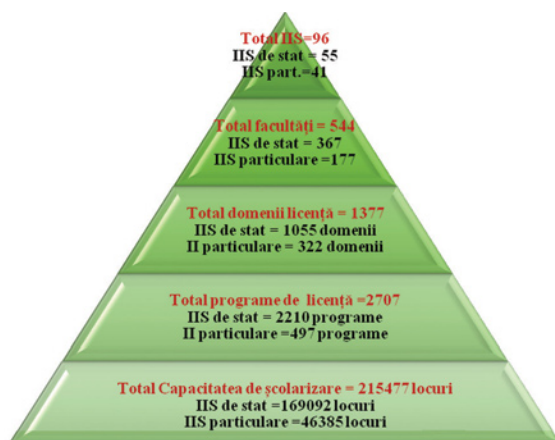 Total IIS=96
IIS de stat = 55
IIS part.=41
Total facultăți = 544
IIS de stat = 367
IIS particulare =177
Total domenii licență = 1377
IIS de stat = 1055 domenii
II particulare = 322 domenii
Total programe de licență =2707
IIS de stat = 2210 programe
II particulare =497 programe
Total Capacitatea de școlarizare = 215477 locuri
IIS de stat =169092 locuri
IIS particulare =46385 locuri